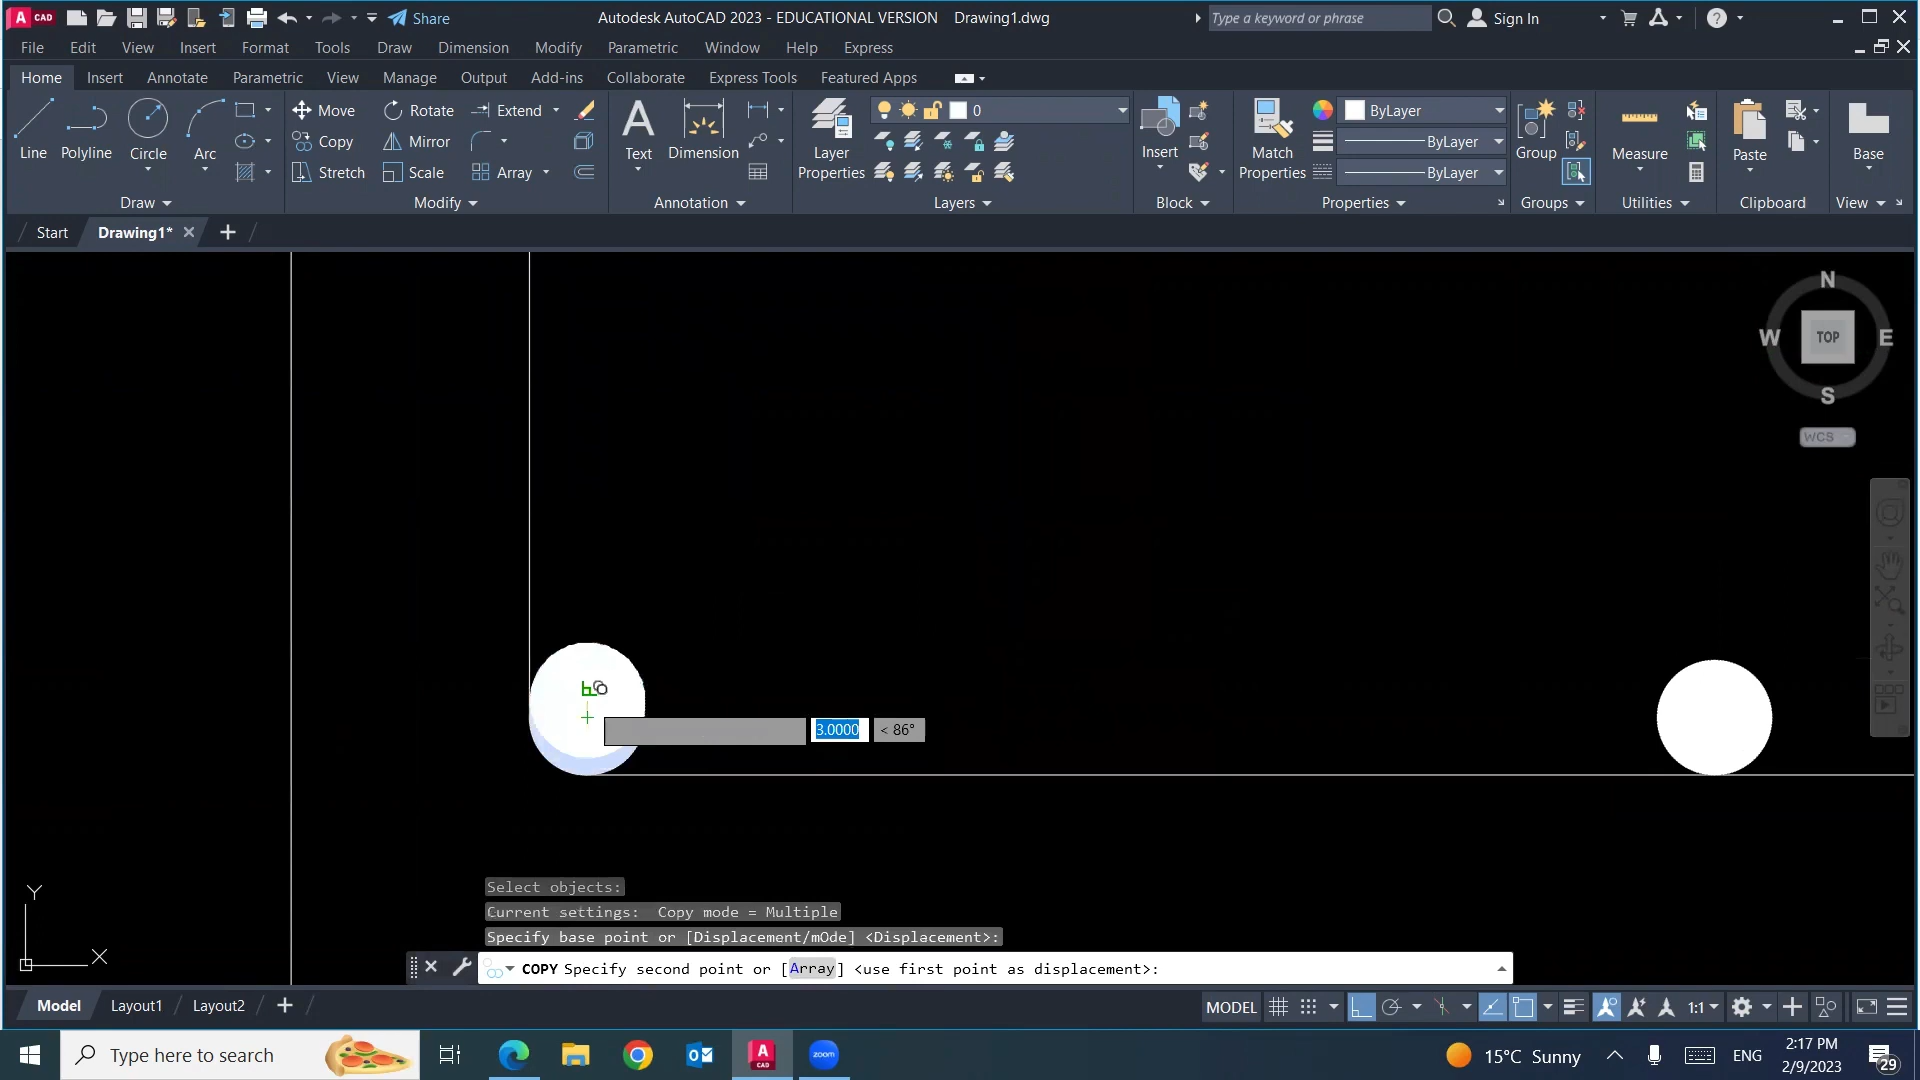 A CAD Share Autodesk AutoCAD 2023 - EDUCATIONAL VERSION Drawing1.dwg Type a keyword or phrase Sign In
File Edit View Insert Format Tools Draw Dimension Modify Parametric Window Help Express
Home Insert Annotate Parametric View Manage Output Add-ins Collaborate Express Tools Featured Apps
Move Rotate Extend 0 ByLayer
Line Polyline Circle Arc Copy Mirror Text Dimension Layer Properties Insert Match Properties ByLayer Group Measure Paste Base
Stretch Scale Array ByLayer
Draw Modify Annotation Layers Block Properties Groups Utilities Clipboard View
Start Drawing1* +
N
W TOP E
S
WCS
3.0000 < 86°
Y
X
Select objects:
Current settings: Copy mode = Multiple
Specify base point or [Displacement/mOde] <Displacement>:
COPY Specify second point or [Array] <use first point as displacement>:
Model Layout1 Layout2 + MODEL 1:1
Type here to search A CAD zoom 15°C Sunny ENG 2:17 PM
2/9/2023 29